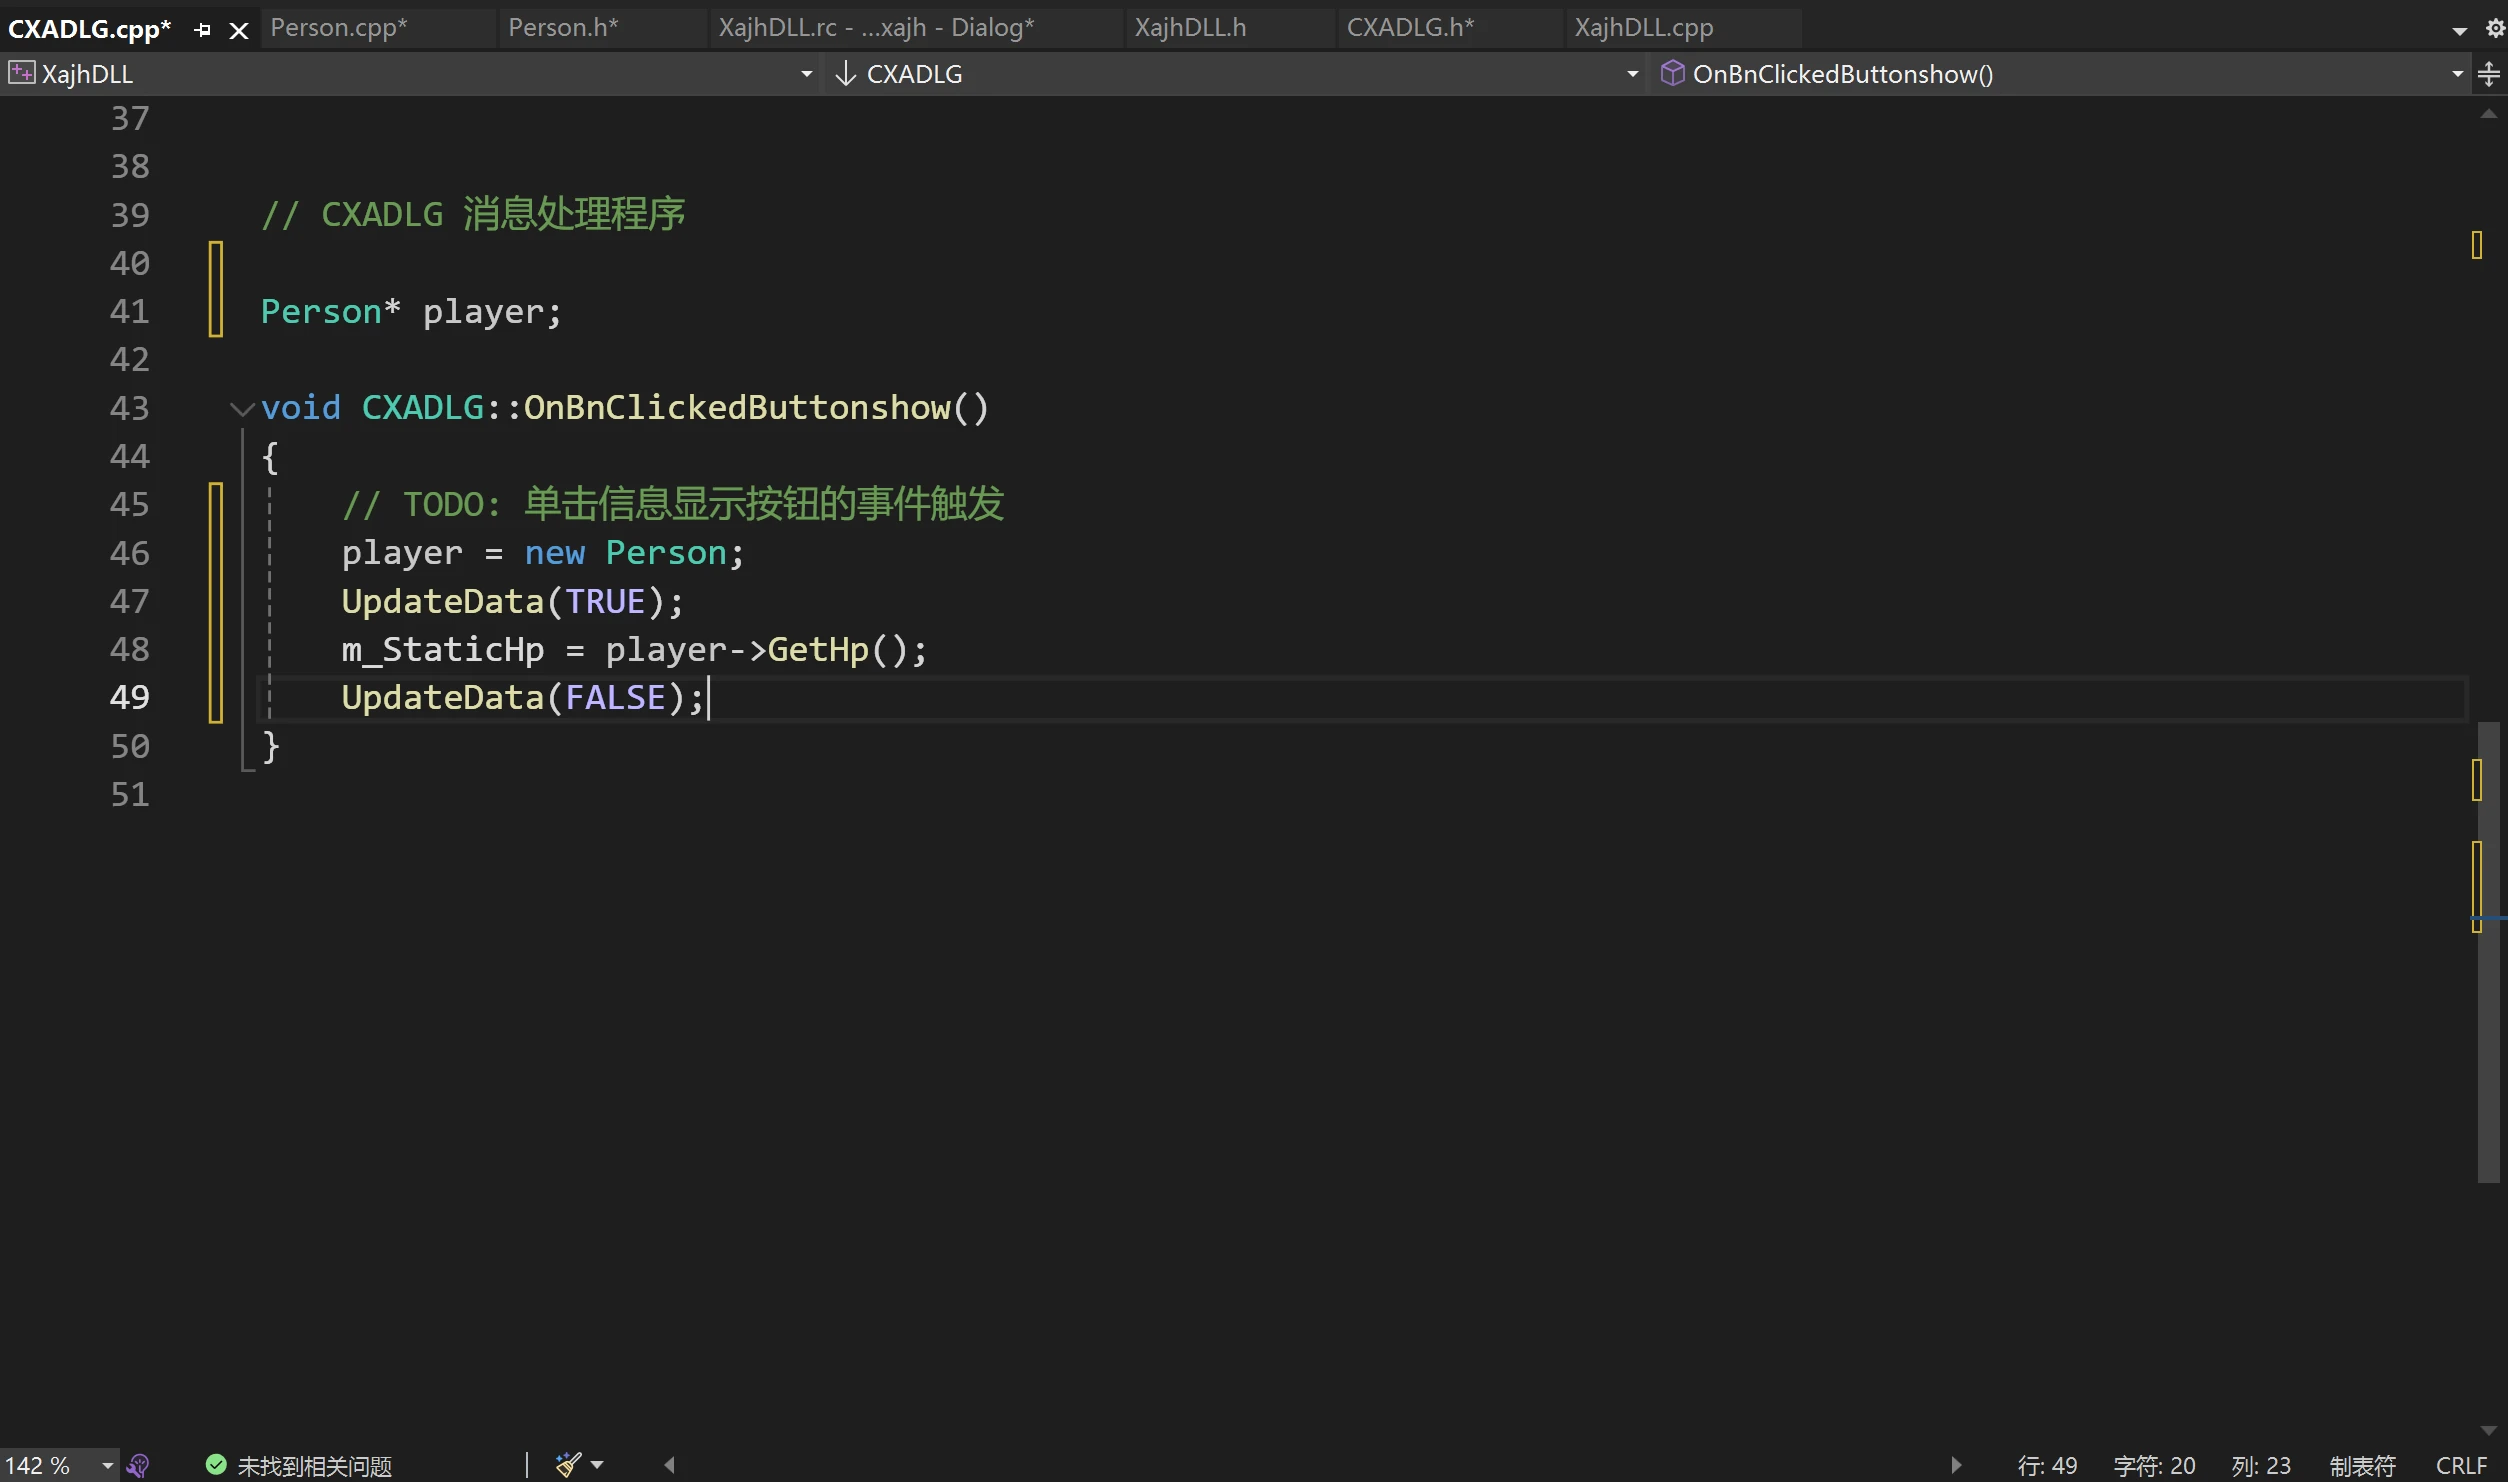 CXADLG.cpp* Person.cpp* Person.h* XajhDLL.rc - ...xajh - Dialog* XajhDLL.h CXADLG.h* XajhDLL.cpp
XajhDLL CXADLG OnBnClickedButtonshow()
37
38
39 // CXADLG 消息处理程序
40
41 Person* player;
42
43 void CXADLG::OnBnClickedButtonshow()
44 {
45 // TODO: 单击信息显示按钮的事件触发
46 player = new Person;
47 UpdateData(TRUE);
48 m_StaticHp = player->GetHp();
49 UpdateData(FALSE);
50 }
51
142 % 未找到相关问题 行: 49 字符: 20 列: 23 制表符 CRLF